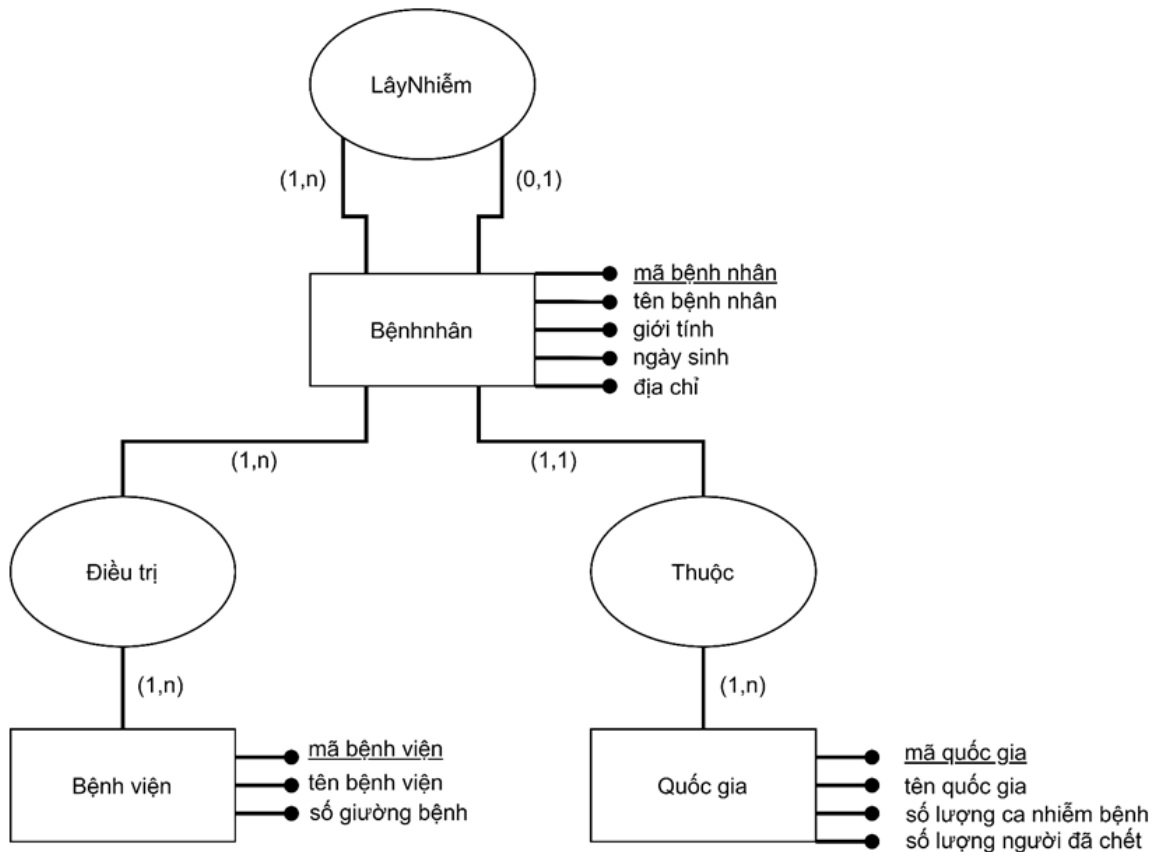 LâyNhiễm
(1,n)
(0,1)
Bệnhnhân
mã bệnh nhân
tên bệnh nhân
giới tính
ngày sinh
địa chỉ
(1,n)
(1,1)
Điều trị
Thuộc
(1,n)
(1,n)
Bệnh viện
mã bệnh viện
tên bệnh viện
số giường bệnh
Quốc gia
mã quốc gia
tên quốc gia
số lượng ca nhiễm bệnh
số lượng người đã chết